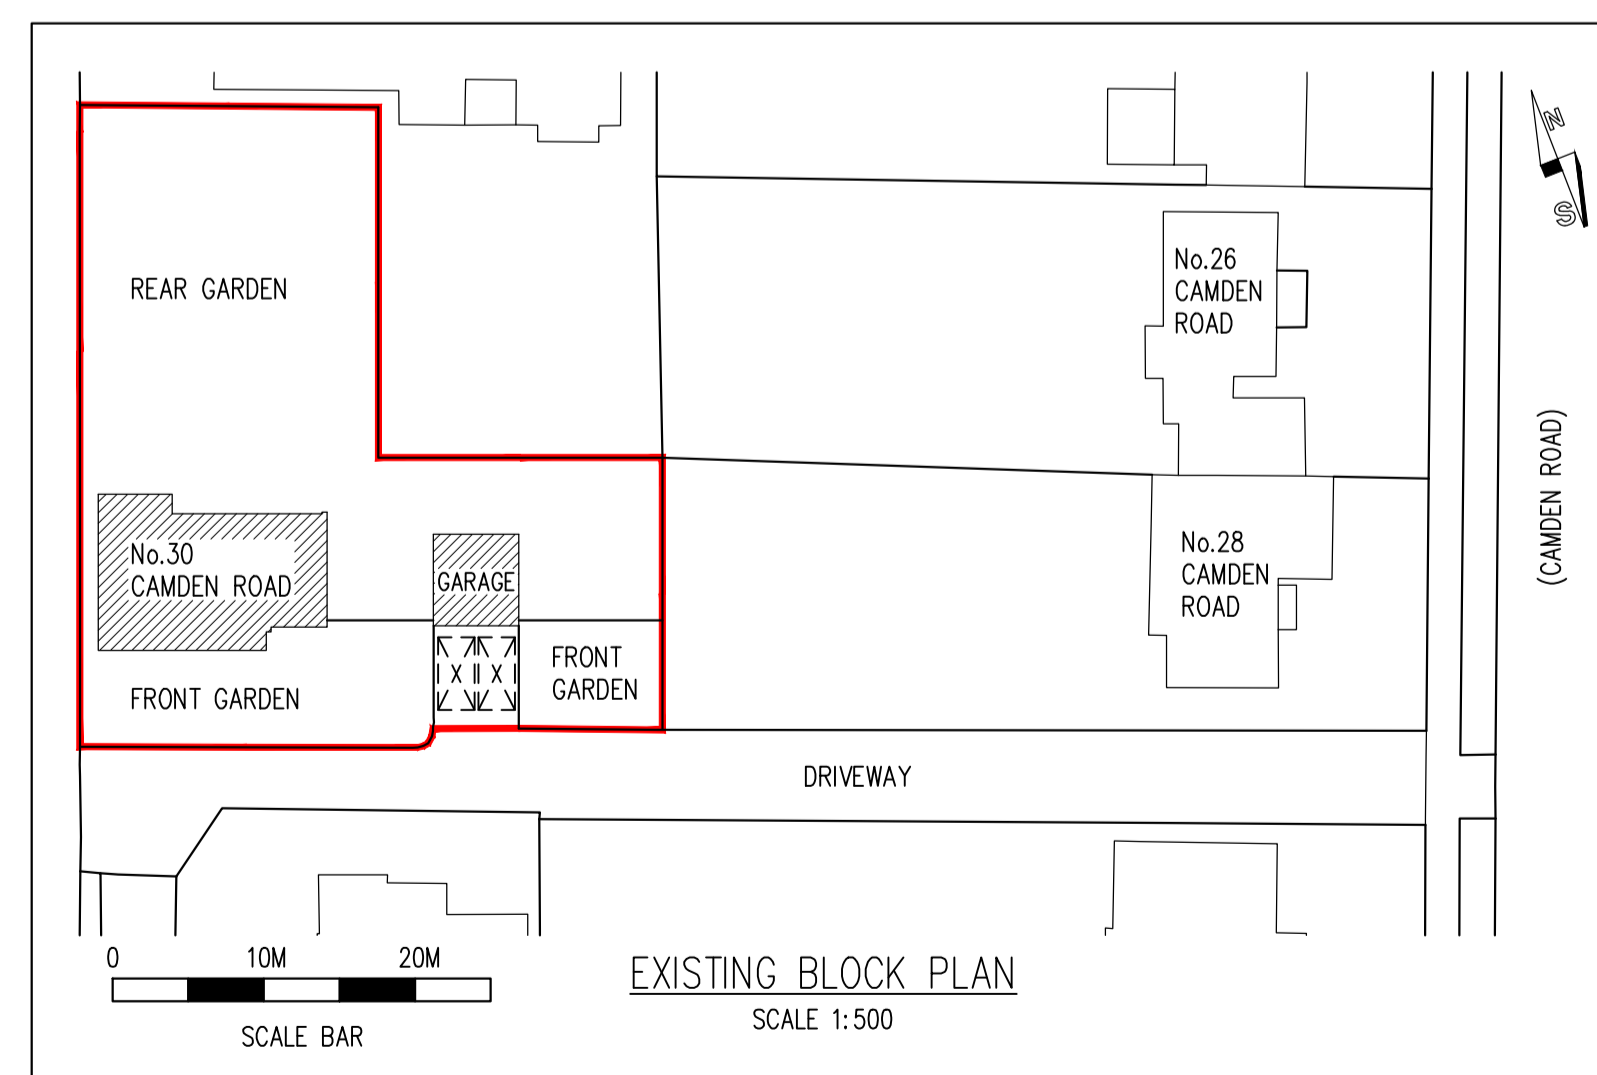 N
S
REAR GARDEN
No.26
CAMDEN
ROAD
(CAMDEN ROAD)
No.30
CAMDEN ROAD
GARAGE
No.28
CAMDEN
ROAD
X X
FRONT
GARDEN
FRONT GARDEN
DRIVEWAY
0 10M 20M
SCALE BAR
EXISTING BLOCK PLAN
SCALE 1:500